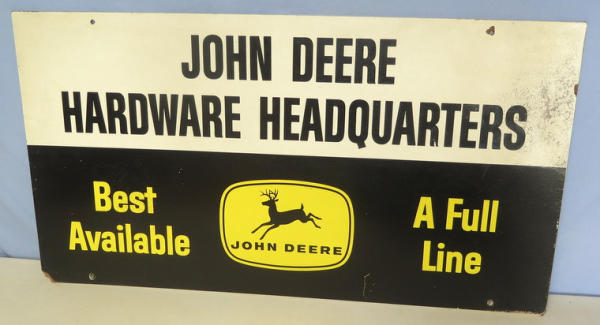 JOHN DEERE
HARDWARE HEADQUARTERS
Best
Available
JOHN DEERE
A Full
Line